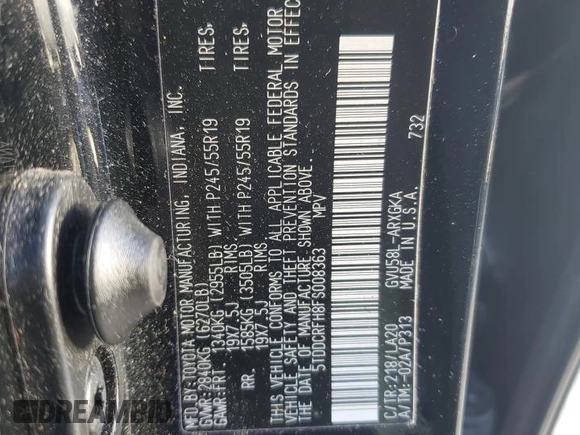 MFD.BY:TOYOTA MOTOR MANUFACTURING, INDIANA, INC.
GVWR:2840KG (6270LB)
GAWR:FRT. 1340KG (2955LB) WITH P245/55R19 TIRES,
19X7.5J RIMS
RR. 1585KG (3505LB) WITH P245/55R19 TIRES,
19X7.5J RIMS
THIS VEHICLE CONFORMS TO ALL APPLICABLE FEDERAL MOTOR
VEHICLE SAFETY AND THEFT PREVENTION STANDARDS IN EFFECT
ON THE DATE OF MANUFACTURE SHOWN ABOVE.
5TDDCRFH8FS008363 MPV
732
C/TR:218/LA20 GVU58L-ARXGKA
A/TM:-02A/P313 MADE IN U.S.A.
DREAMBID